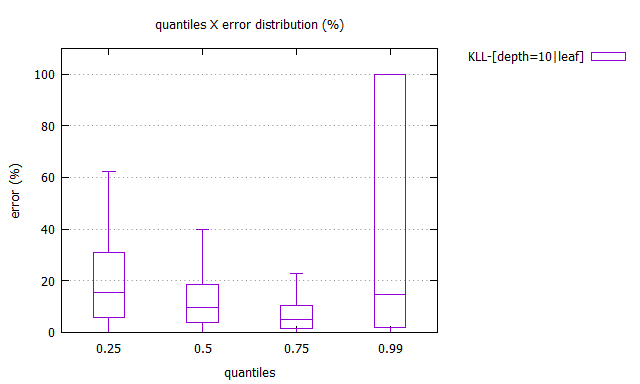 quantiles X error distribution (%)
KLL-[depth=10|leaf]
100
80
60
40
20
0
error (%)
0.25 0.5 0.75 0.99
quantiles